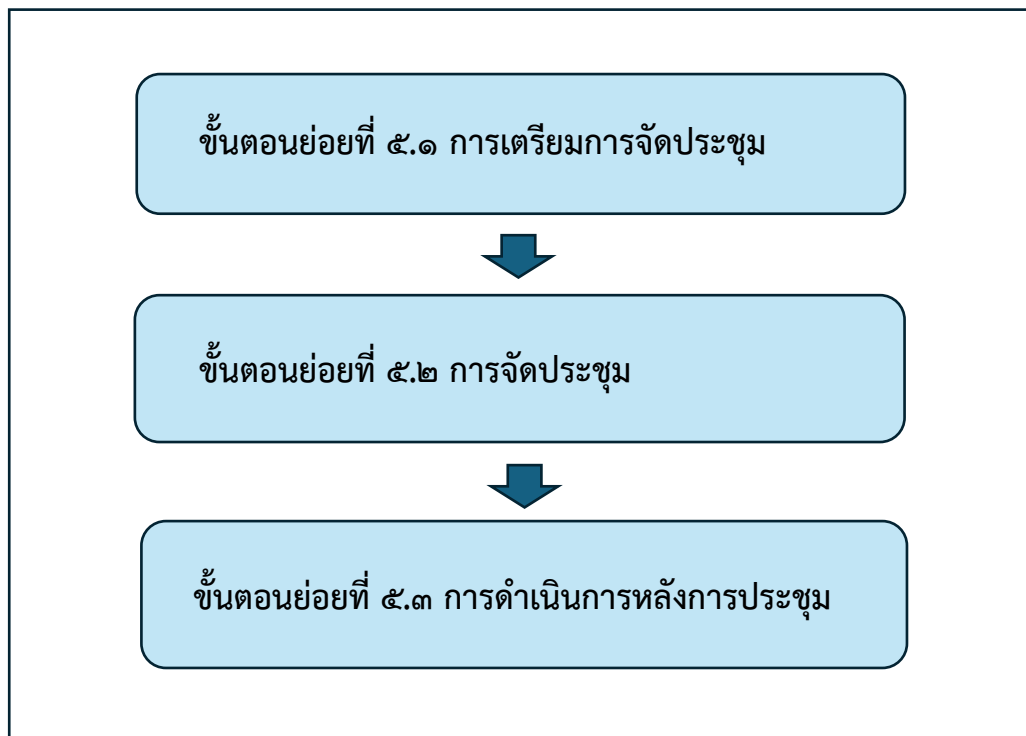 ขั้นตอนย่อยที่ ๕.๑ การเตรียมการจัดประชุม
ขั้นตอนย่อยที่ ๕.๒ การจัดประชุม
ขั้นตอนย่อยที่ ๕.๓ การดำเนินการหลังการประชุม